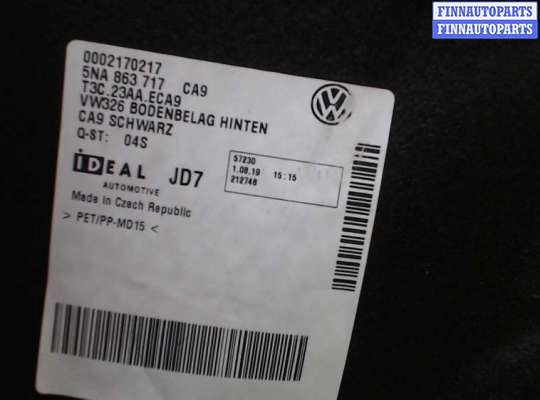 FINNAUTOPARTS
FINNAUTOPARTS
FINNAUTOPARTS
0002170217
5NA 863 717 CA9
T3C.23AA.ECA9
VW326 BODENBELAG HINTEN
CA9 SCHWARZ
Q-ST: 04S
IDEAL JD7
AUTOMOTIVE
57230
1.08.19 15:15
212748
Made in Czech Republic
> PET/PP-MD15 <